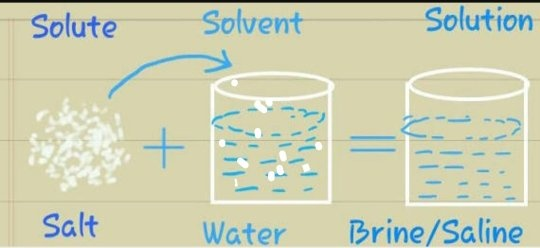 Solute Solvent Solution
+ =
Salt Water Brine/Saline